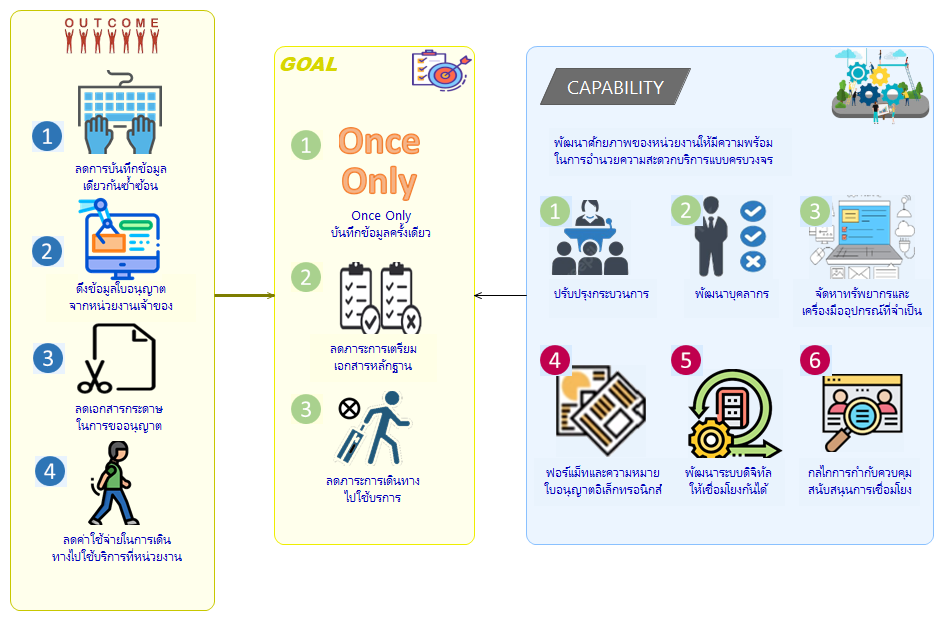 OUTCOME
1
ลดการบันทึกข้อมูล
เดียวกันซ้ำซ้อน
2
ดึงข้อมูลใบอนุญาต
จากหน่วยงานเจ้าของ
3
ลดเอกสารกระดาษ
ในการขออนุญาต
4
ลดค่าใช้จ่ายในการเดิน
ทางไปใช้บริการที่หน่วยงาน
GOAL
1
Once
Only
Once Only
บันทึกข้อมูลครั้งเดียว
2
ลดภาระการเตรียม
เอกสารหลักฐาน
3
ลดภาระการเดินทาง
ไปใช้บรการ
CAPABILITY
พัฒนาศักยภาพของหน่วยงานให้มีความพร้อม
ในการอำนวยความสะดวกบริการแบบครบวงจร
1
ปรับปรุงกระบวนการ
2
พัฒนาบุคลากร
3
จัดหาทรัพยากรและ
เครื่องมืออุปกรณ์ที่จำเป็น
4
ฟอร์แม็ทและความหมาย
ใบอนุญาตอิเล็กทรอนิกส์
5
พัฒนาระบบดิจิทัล
ให้เชื่อมโยงกันได้
6
กลไกการกำกับควบคุม
สนับสนุนการเชื่อมโยง